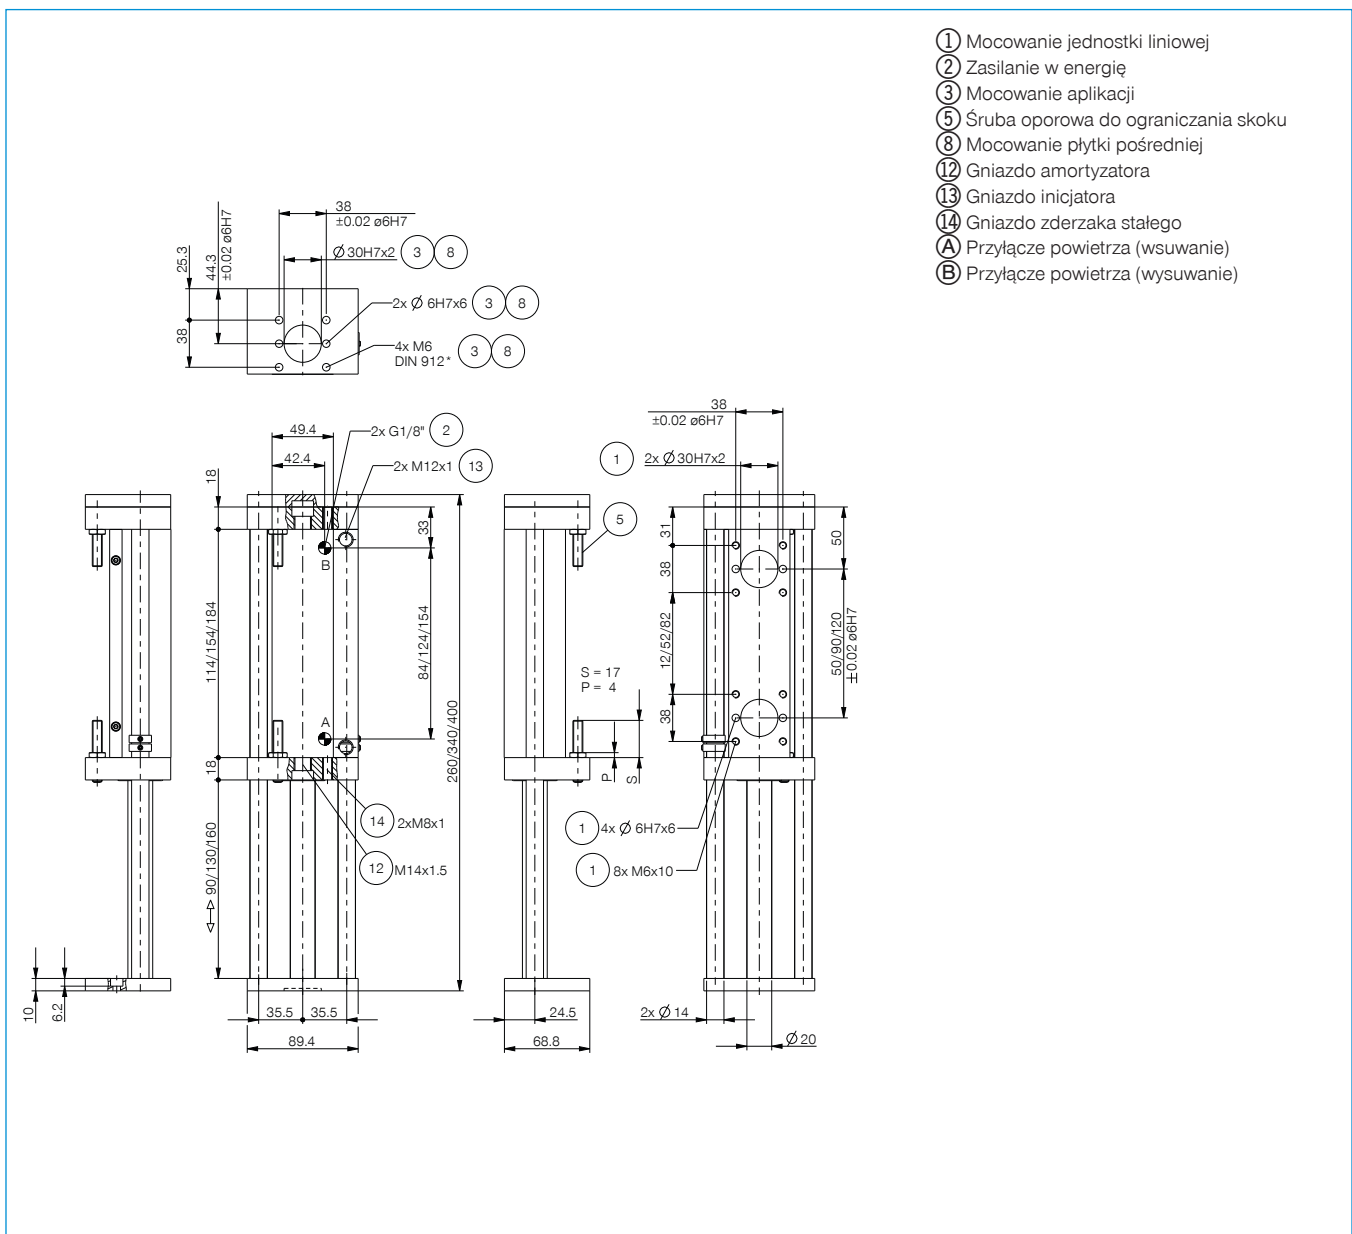 1 Mocowanie jednostki liniowej
2 Zasilanie w energię
3 Mocowanie aplikacji
5 Śruba oporowa do ograniczania skoku
8 Mocowanie płytki pośredniej
12 Gniazdo amortyzatora
13 Gniazdo inicjatora
14 Gniazdo zderzaka stałego
A Przyłącze powietrza (wsuwanie)
B Przyłącze powietrza (wysuwanie)
38
±0.02 ø6H7
Ø 30H7x2 3 8
25.3
44.3
±0.02 ø6H7
38
2x Ø 6H7x6 3 8
4x M6
DIN 912*
3 8
49.4
42.4
2x G1/8" 2
2x M12x1 13
18
33
B
114/154/184
84/124/154
260/340/400
A
18
90/130/160
14 2xM8x1
12 M14x1.5
10
6.2
35.5
35.5
89.4
5
S = 17
P = 4
P
S
24.5
68.8
38
±0.02 ø6H7
1 2x Ø 30H7x2
31
38
12/52/82
38
50
50/90/120
±0.02 ø6H7
1 4x Ø 6H7x6
1 8x M6x10
2x Ø 14
Ø 20